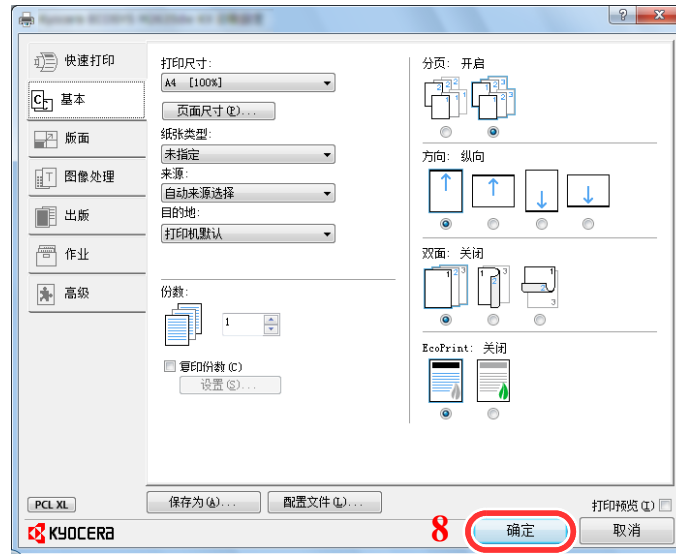 快速打印
基本
版面
图像处理
出版
作业
高级
打印尺寸:
A4 [100%]
页面尺寸(P)...
纸张类型:
未指定
来源:
自动来源选择
目的地:
打印机默认
份数:
1
复印份数(C)
设置(S)...
分页: 开启
方向: 纵向
双面: 关闭
EcoPrint: 关闭
PCL XL
保存为(A)...
配置文件(L)...
打印预览(I)
KYOCERA
8
确定
取消